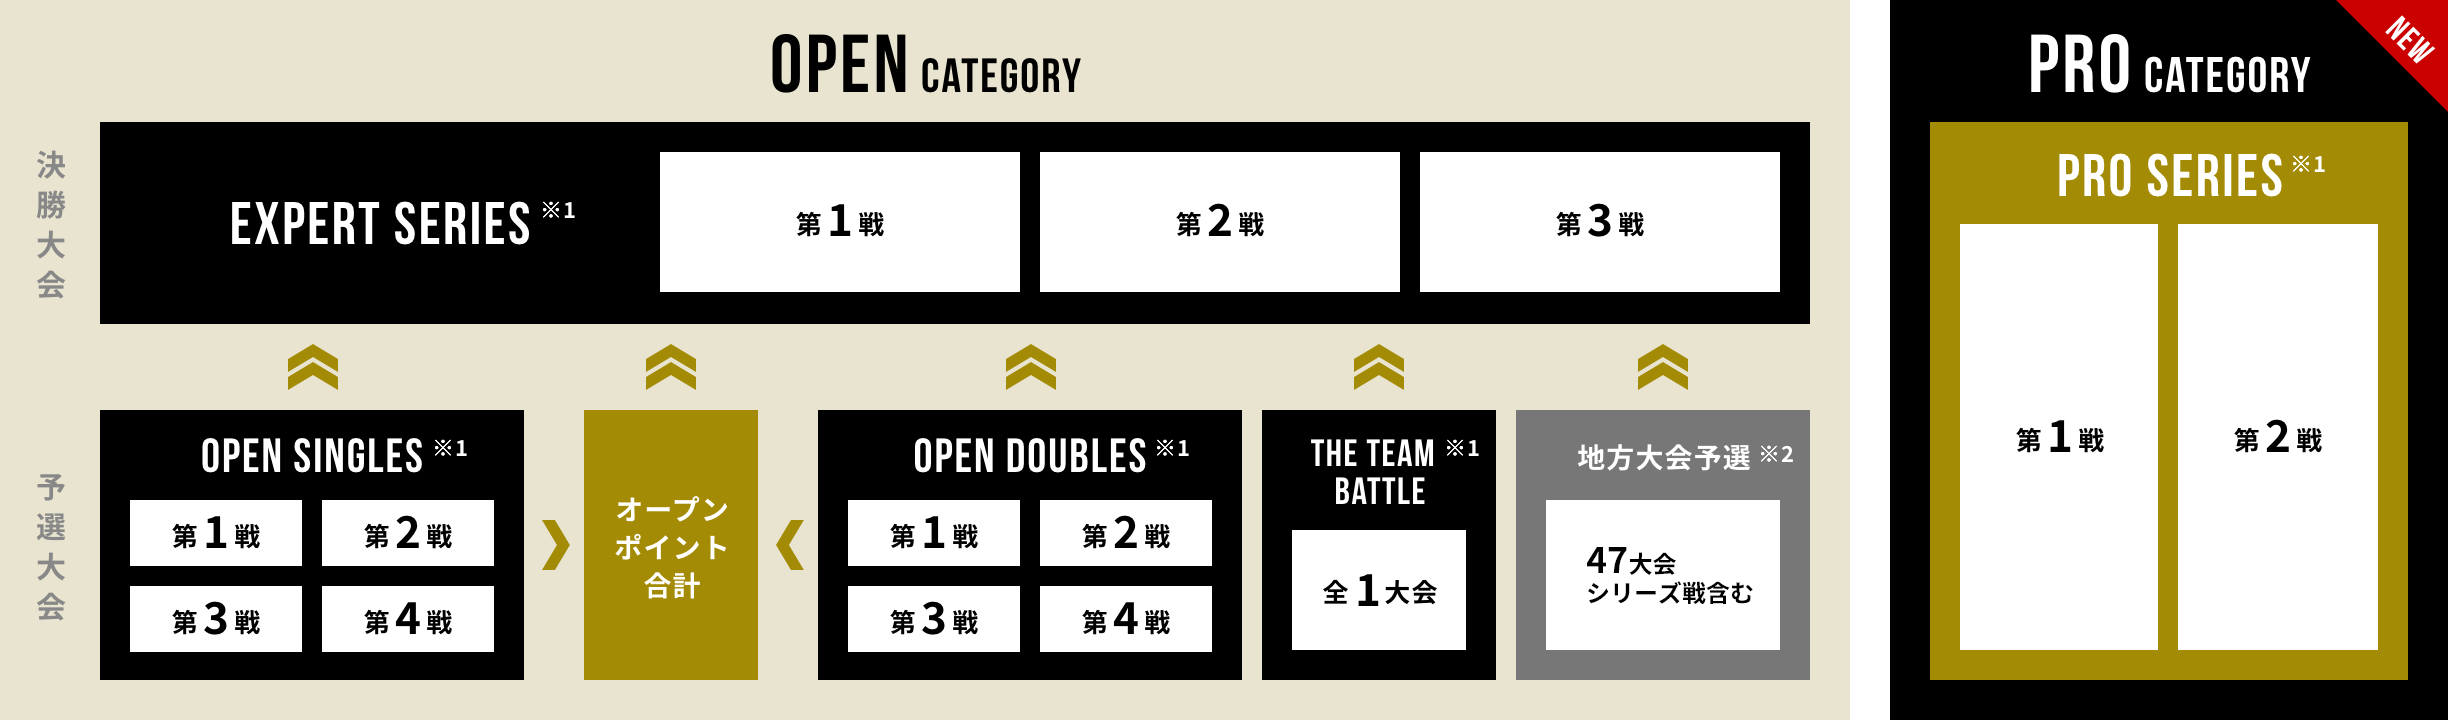 OPEN CATEGORY
決勝大会
EXPERT SERIES ※1
第1戦
第2戦
第3戦
予選大会
OPEN SINGLES ※1
第1戦
第2戦
第3戦
第4戦
オープン
ポイント
合計
OPEN DOUBLES ※1
第1戦
第2戦
第3戦
第4戦
THE TEAM ※1
BATTLE
全1大会
地方大会予選 ※2
47大会
シリーズ戦含む
PRO CATEGORY
NEW
PRO SERIES ※1
第1戦
第2戦